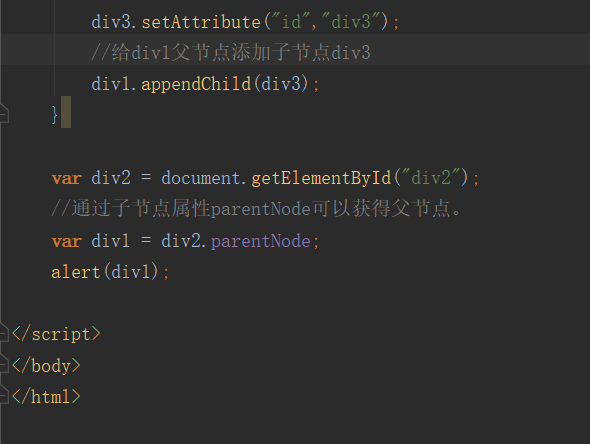 div3.setAttribute("id","div3");
//给div1父节点添加子节点div3
div1.appendChild(div3);
}
var div2 = document.getElementById("div2");
//通过子节点属性parentNode可以获得父节点。
var div1 = div2.parentNode;
alert(div1);
</script>
</body>
</html>